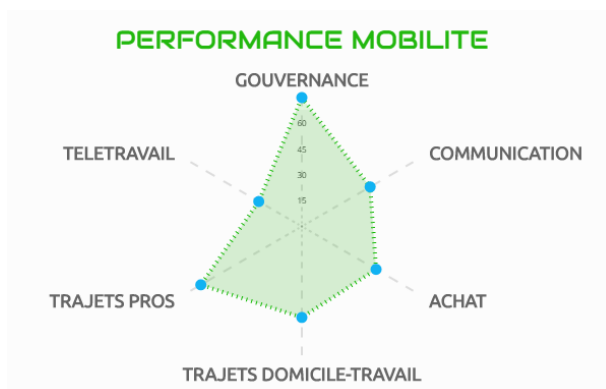 PERFORMANCE MOBILITE
GOUVERNANCE
60
TELETRAVAIL
45
COMMUNICATION
30
15
TRAJETS PROS
ACHAT
TRAJETS DOMICILE-TRAVAIL